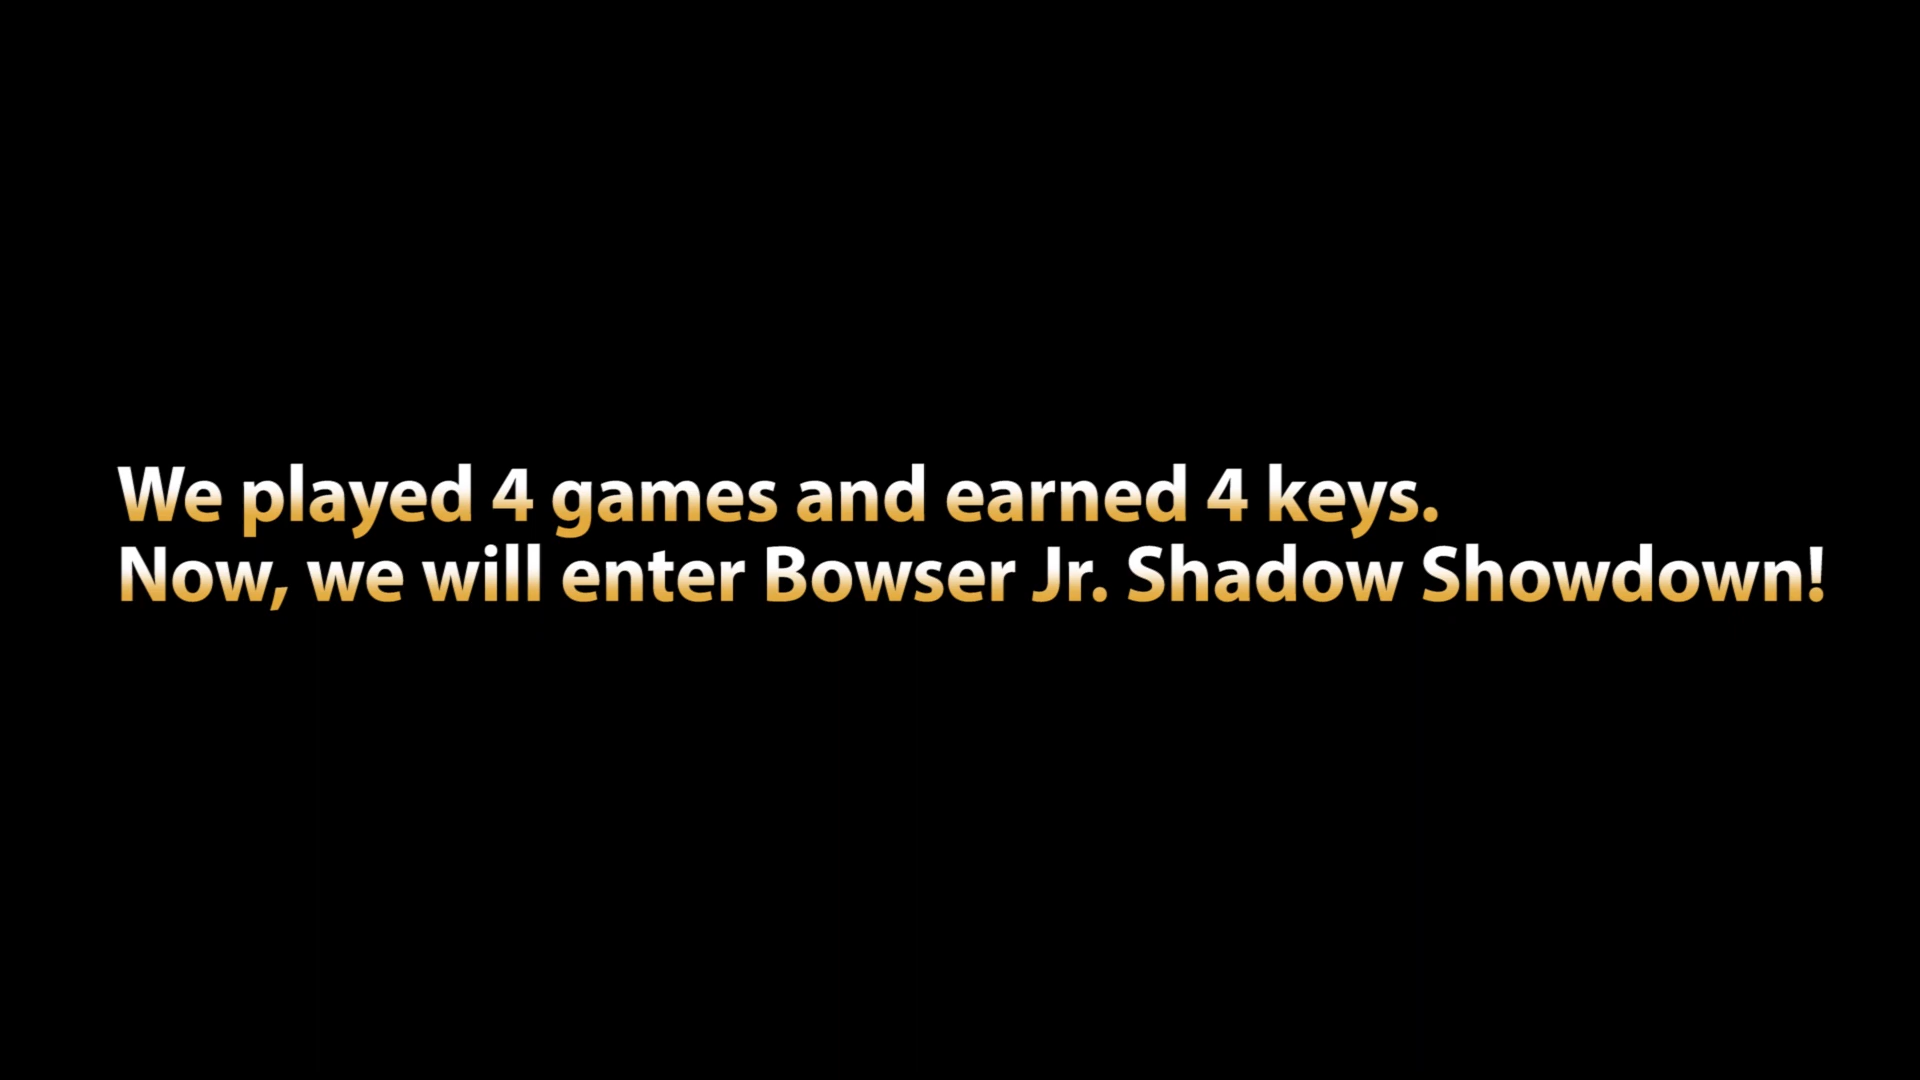 We played 4 games and earned 4 keys.
Now, we will enter Bowser Jr. Shadow Showdown!